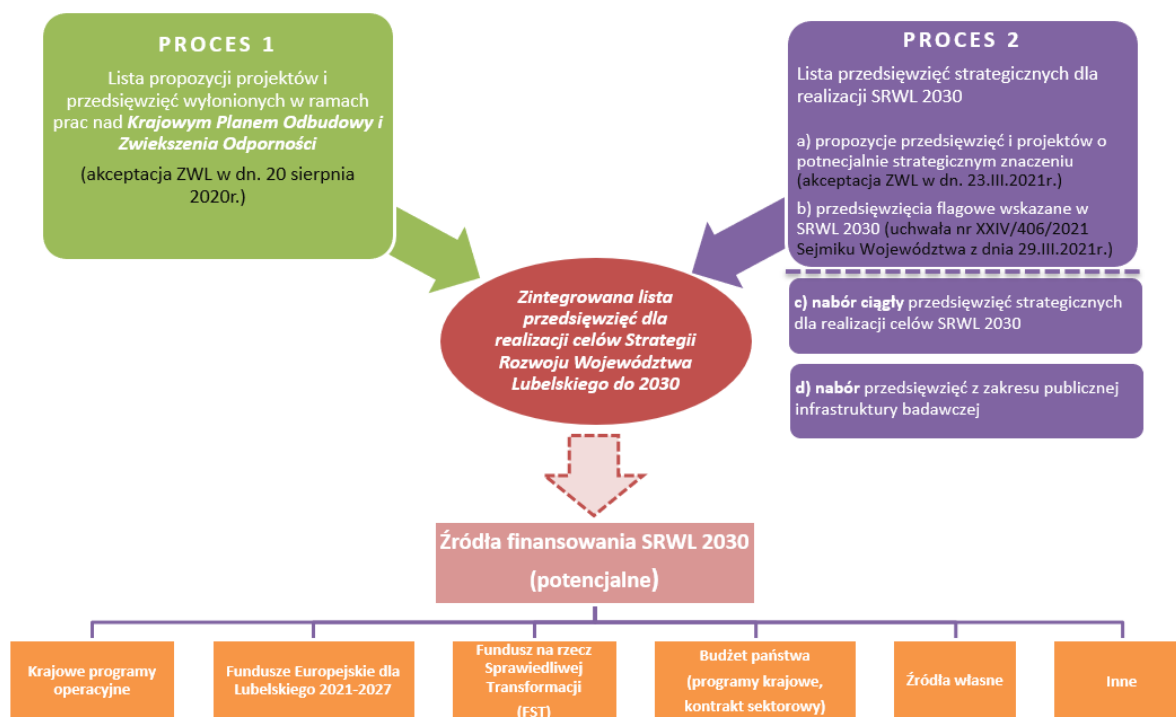 PROCES 1
Lista propozycji projektów i
przedsięwzięć wyłonionych w ramach
prac nad Krajowym Planem Odbudowy i
Zwiekszenia Odporności
(akceptacja ZWL w dn. 20 sierpnia
2020r.)
PROCES 2
Lista przedsięwzięć strategicznych dla
realizacji SRWL 2030
a) propozycje przedsięwzięć i projektów o
potnecjalnie strategicznym znaczeniu
(akceptacja ZWL w dn. 23.III.2021r.)
b) przedsięwzięcia flagowe wskazane w
SRWL 2030 (uchwała nr XXIV/406/2021
Sejmiku Województwa z dnia 29.III.2021r.)
c) nabór ciągły przedsięwzięć strategicznych
dla realizacji celów SRWL 2030
d) nabór przedsięwzięć z zakresu publicznej
infrastruktury badawczej
Zintegrowana lista
przedsięwzięć dla
realizacji celów Strategii
Rozwoju Województwa
Lubelskiego do 2030
Źródła finansowania SRWL 2030
(potencjalne)
Krajowe programy
operacyjne
Fundusze Europejskie dla
Lubelskiego 2021-2027
Fundusz na rzecz
Sprawiedliwej
Transformacji
(FST)
Budżet państwa
(programy krajowe,
kontrakt sektorowy)
Źródła własne
Inne